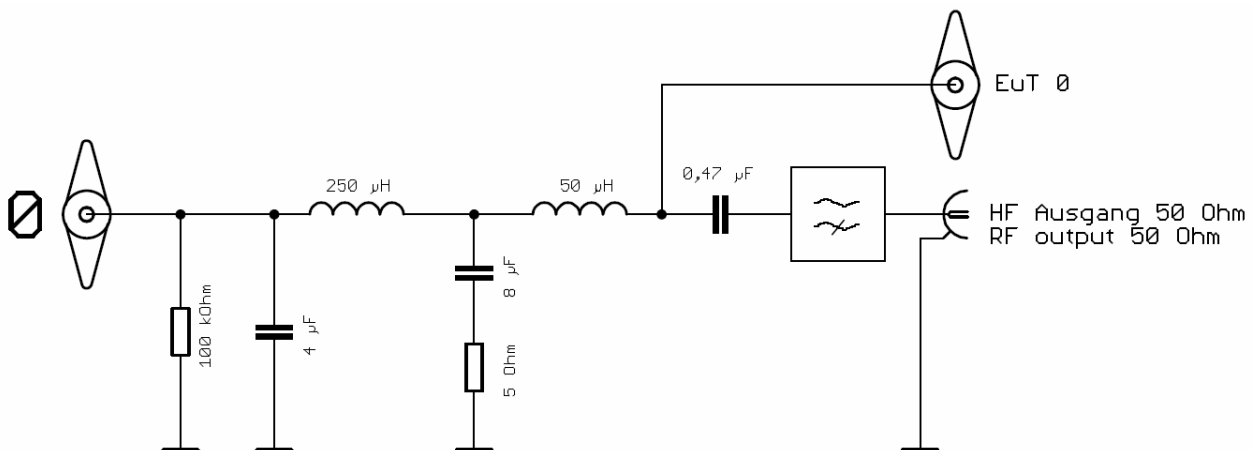 EuT 0
250 µH
50 µH
0,47 µF
0
HF Ausgang 50 Ohm
RF output 50 Ohm
100 kOhm
4 µF
8 µF
5 Ohm